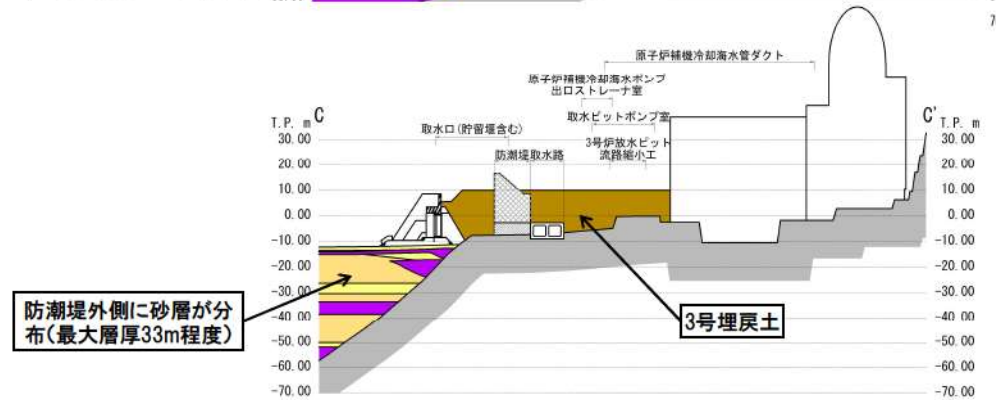 原子炉補機冷却海水管ダクト
原子炉補機冷却海水ポンプ
出口ストレーナ室
T.P. m C
取水口(貯留堰含む)
取水ピットポンプ室
C' T.P. m
防潮堤取水路
3号炉放水ピット
流路縮小工
30.00
20.00
10.00
0.00
-10.00
-20.00
-30.00
-40.00
-50.00
-60.00
-70.00
30.00
20.00
10.00
0.00
-10.00
-20.00
-30.00
-40.00
-50.00
-60.00
-70.00
防潮堤外側に砂層が分
布(最大層厚33m程度)
3号埋戻土